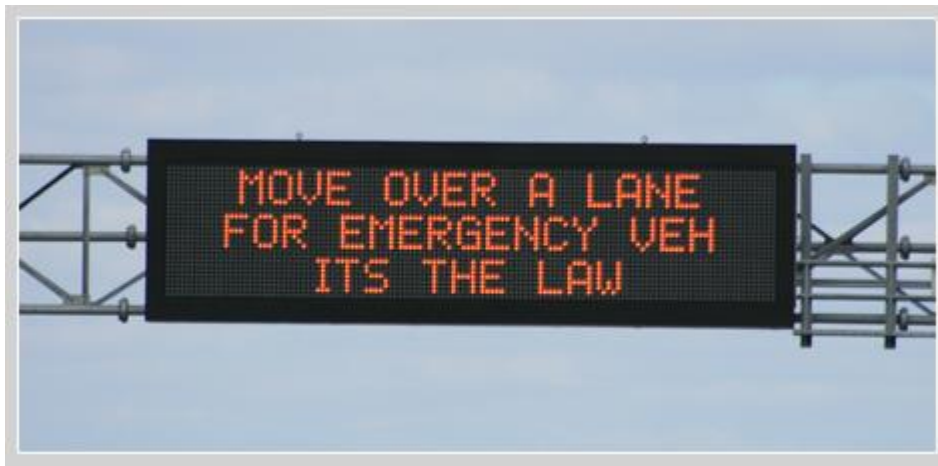 MOVE OVER A LANE
FOR EMERGENCY VEH
ITS THE LAW